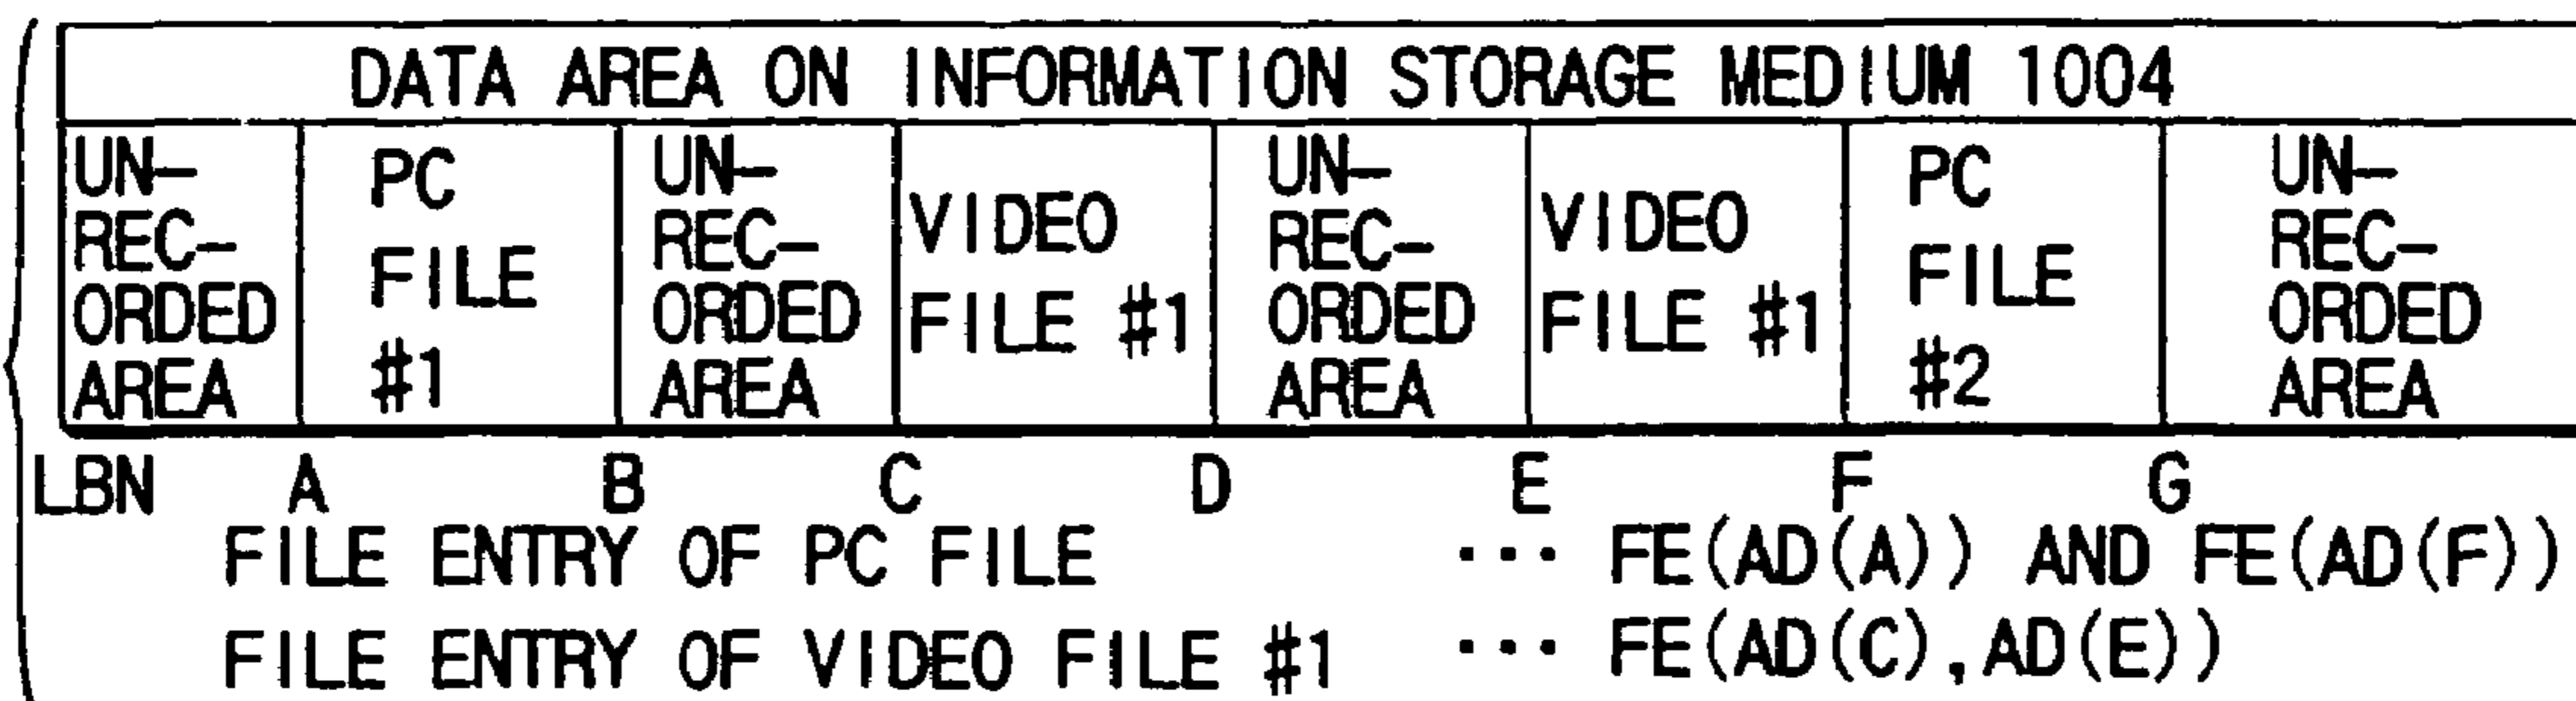 DATA AREA ON INFORMATION STORAGE MEDIUM 1004
UN-
REC-
ORDED
AREA
PC
FILE
#1
UN-
REC-
ORDED
AREA
VIDEO
FILE #1
UN-
REC-
ORDED
AREA
VIDEO
FILE #1
PC
FILE
#2
UN-
REC-
ORDED
AREA
LBN A B C D E F G
FILE ENTRY OF PC FILE ··· FE(AD(A)) AND FE(AD(F))
FILE ENTRY OF VIDEO FILE #1 ··· FE(AD(C),AD(E))